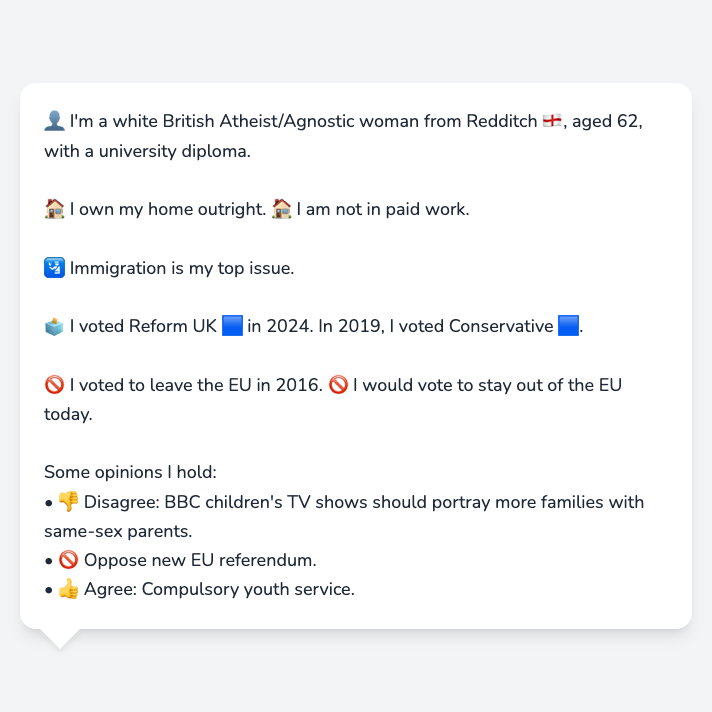 👤 I'm a white British Atheist/Agnostic woman from Redditch 🏴󠁧󠁢󠁥󠁮󠁧󠁿, aged 62,
with a university diploma.
🏠 I own my home outright. 🏠 I am not in paid work.
🛂 Immigration is my top issue.
🗳️ I voted Reform UK 🟦 in 2024. In 2019, I voted Conservative 🟦.
🚫 I voted to leave the EU in 2016. 🚫 I would vote to stay out of the EU
today.
Some opinions I hold:
• 👎 Disagree: BBC children's TV shows should portray more families with
same-sex parents.
• 🚫 Oppose new EU referendum.
• 👍 Agree: Compulsory youth service.